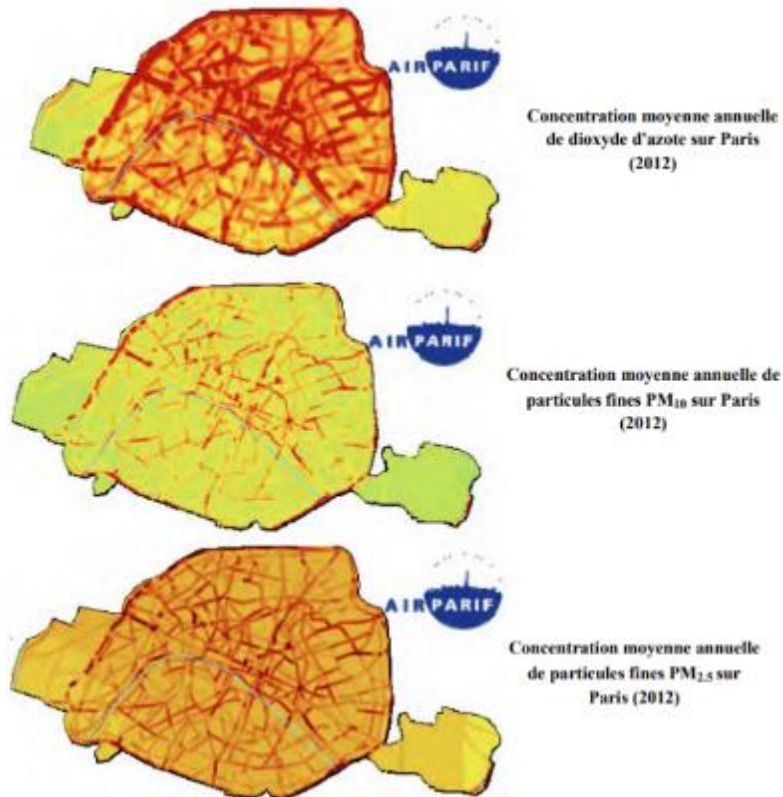 AIRPARIF
Concentration moyenne annuelle
de dioxyde d'azote sur Paris
(2012)
AIRPARIF
Concentration moyenne annuelle de
particules fines PM₁₀ sur Paris
(2012)
AIRPARIF
Concentration moyenne annuelle
de particules fines PM₂.₅ sur
Paris (2012)